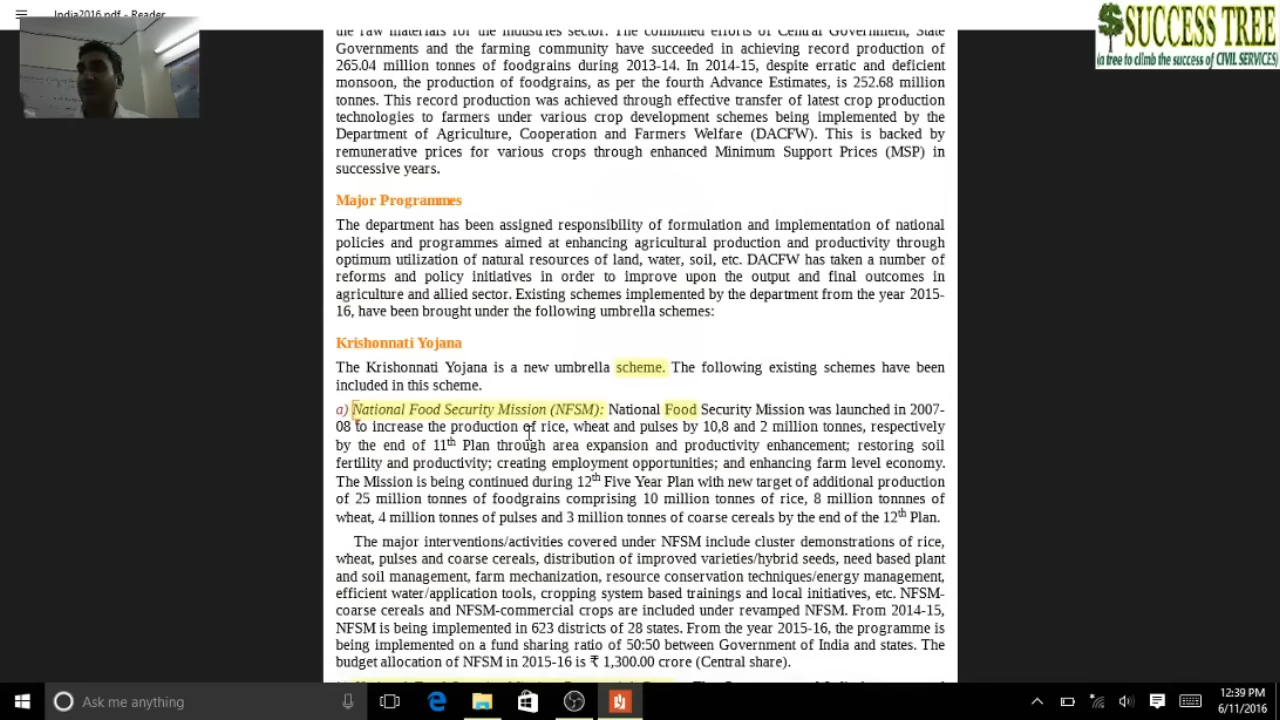 India2016.pdf - Reader
SUCCESS TREE
(a tree to climb the success of CIVIL SERVICES)
the raw materials for the industries sector. The combined efforts of Central Government, State
Governments and the farming community have succeeded in achieving record production of
265.04 million tonnes of foodgrains during 2013-14. In 2014-15, despite erratic and deficient
monsoon, the production of foodgrains, as per the fourth Advance Estimates, is 252.68 million
tonnes. This record production was achieved through effective transfer of latest crop production
technologies to farmers under various crop development schemes being implemented by the
Department of Agriculture, Cooperation and Farmers Welfare (DACFW). This is backed by
remunerative prices for various crops through enhanced Minimum Support Prices (MSP) in
successive years.
Major Programmes
The department has been assigned responsibility of formulation and implementation of national
policies and programmes aimed at enhancing agricultural production and productivity through
optimum utilization of natural resources of land, water, soil, etc. DACFW has taken a number of
reforms and policy initiatives in order to improve upon the output and final outcomes in
agriculture and allied sector. Existing schemes implemented by the department from the year 2015-
16, have been brought under the following umbrella schemes:
Krishonnati Yojana
The Krishonnati Yojana is a new umbrella scheme. The following existing schemes have been
included in this scheme.
a) National Food Security Mission (NFSM): National Food Security Mission was launched in 2007-
08 to increase the production of rice, wheat and pulses by 10,8 and 2 million tonnes, respectively
by the end of 11th Plan through area expansion and productivity enhancement; restoring soil
fertility and productivity; creating employment opportunities; and enhancing farm level economy.
The Mission is being continued during 12th Five Year Plan with new target of additional production
of 25 million tonnes of foodgrains comprising 10 million tonnes of rice, 8 million tonnnes of
wheat, 4 million tonnes of pulses and 3 million tonnes of coarse cereals by the end of the 12th Plan.
The major interventions/activities covered under NFSM include cluster demonstrations of rice,
wheat, pulses and coarse cereals, distribution of improved varieties/hybrid seeds, need based plant
and soil management, farm mechanization, resource conservation techniques/energy management,
efficient water/application tools, cropping system based trainings and local initiatives, etc. NFSM-
coarse cereals and NFSM-commercial crops are included under revamped NFSM. From 2014-15,
NFSM is being implemented in 623 districts of 28 states. From the year 2015-16, the programme is
being implemented on a fund sharing ratio of 50:50 between Government of India and states. The
budget allocation of NFSM in 2015-16 is ₹ 1,300.00 crore (Central share).
Ask me anything
12:39 PM
6/11/2016